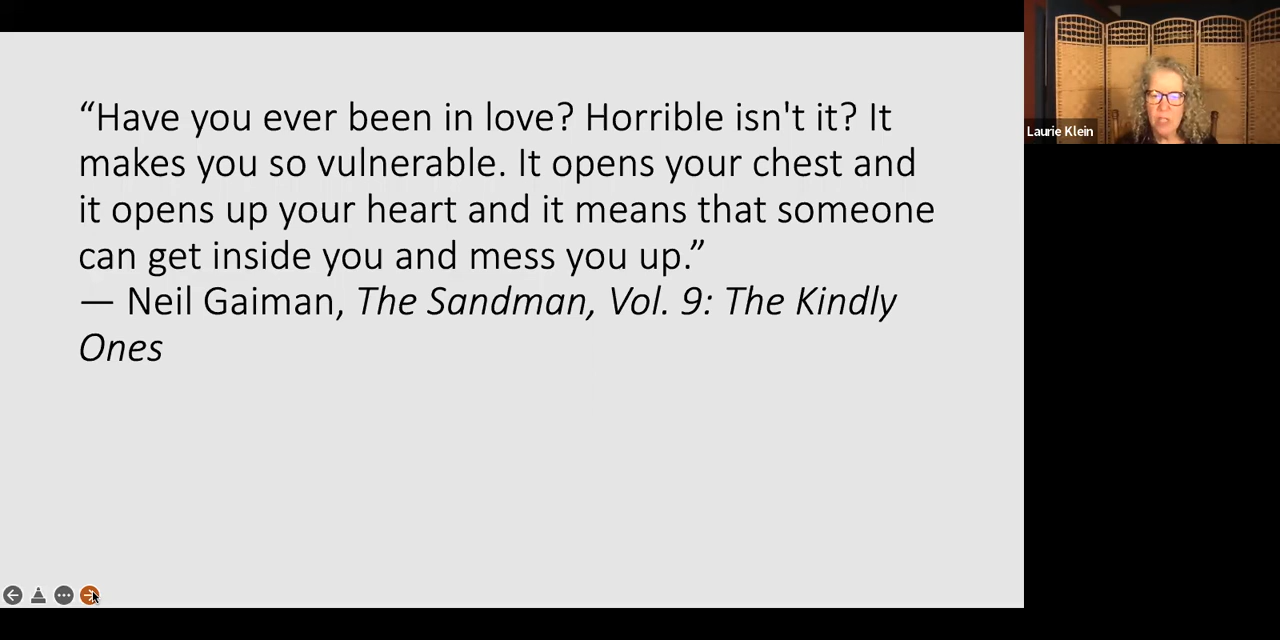 “Have you ever been in love? Horrible isn't it? It
makes you so vulnerable. It opens your chest and
it opens up your heart and it means that someone
can get inside you and mess you up.”
— Neil Gaiman, The Sandman, Vol. 9: The Kindly
Ones
Laurie Klein